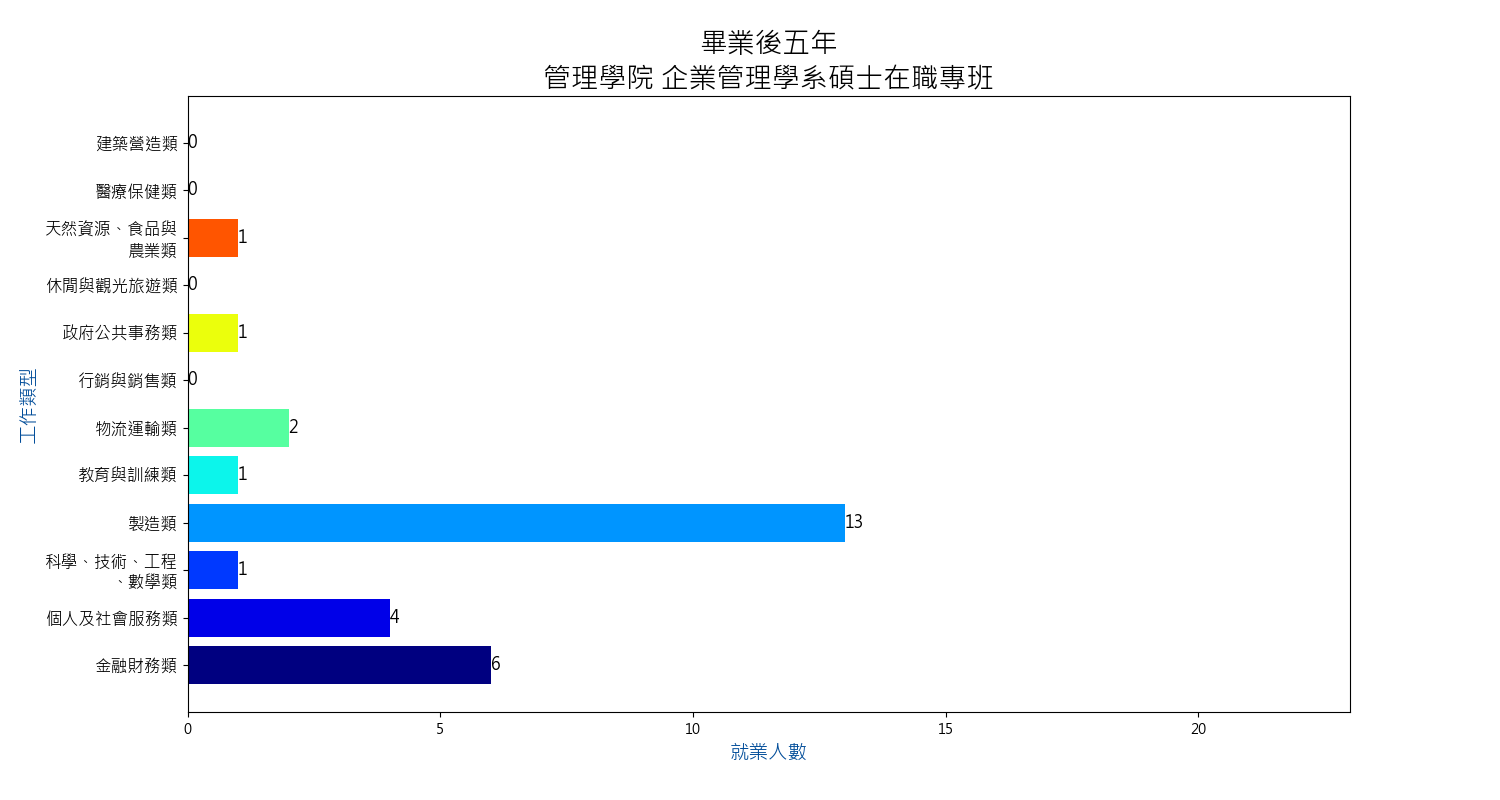 畢業後五年
管理學院 企業管理學系碩士在職專班
建築營造類
0
醫療保健類
0
天然資源、食品與
農業類
1
休閒與觀光旅遊類
0
政府公共事務類
1
行銷與銷售類
0
物流運輸類
2
教育與訓練類
1
製造類
13
科學、技術、工程
、數學類
1
個人及社會服務類
4
金融財務類
6
工作類型
0 5 10 15 20
就業人數